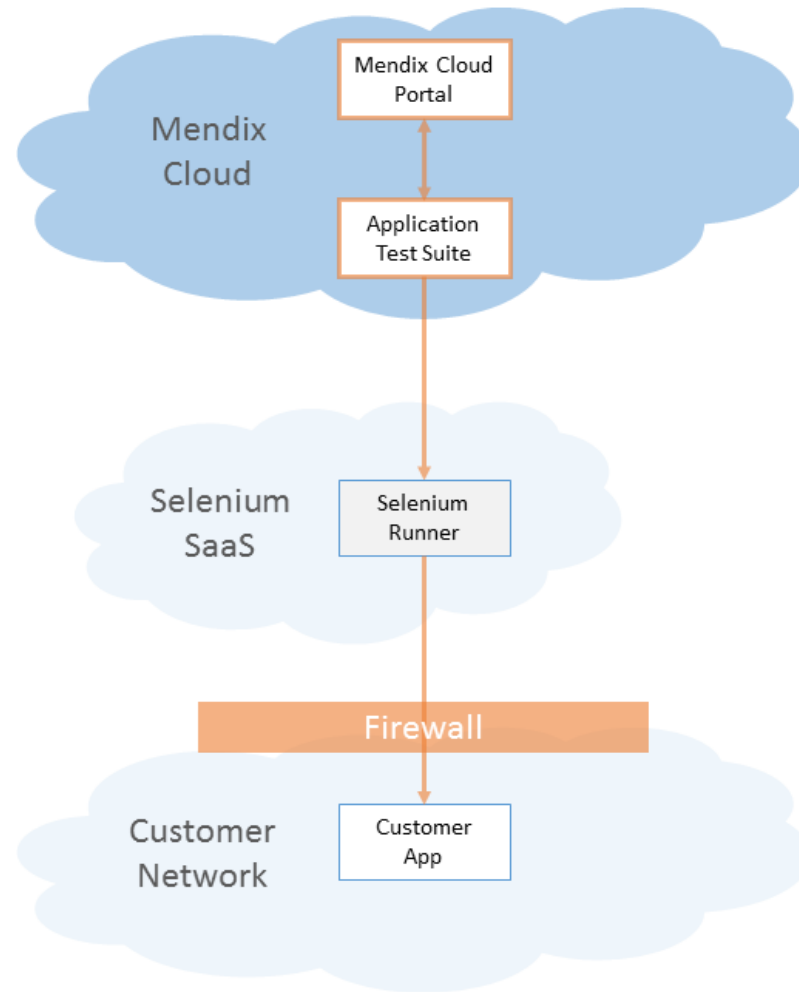 Mendix Cloud
Portal
Mendix
Cloud
Application
Test Suite
Selenium
SaaS
Selenium
Runner
Firewall
Customer
Network
Customer
App